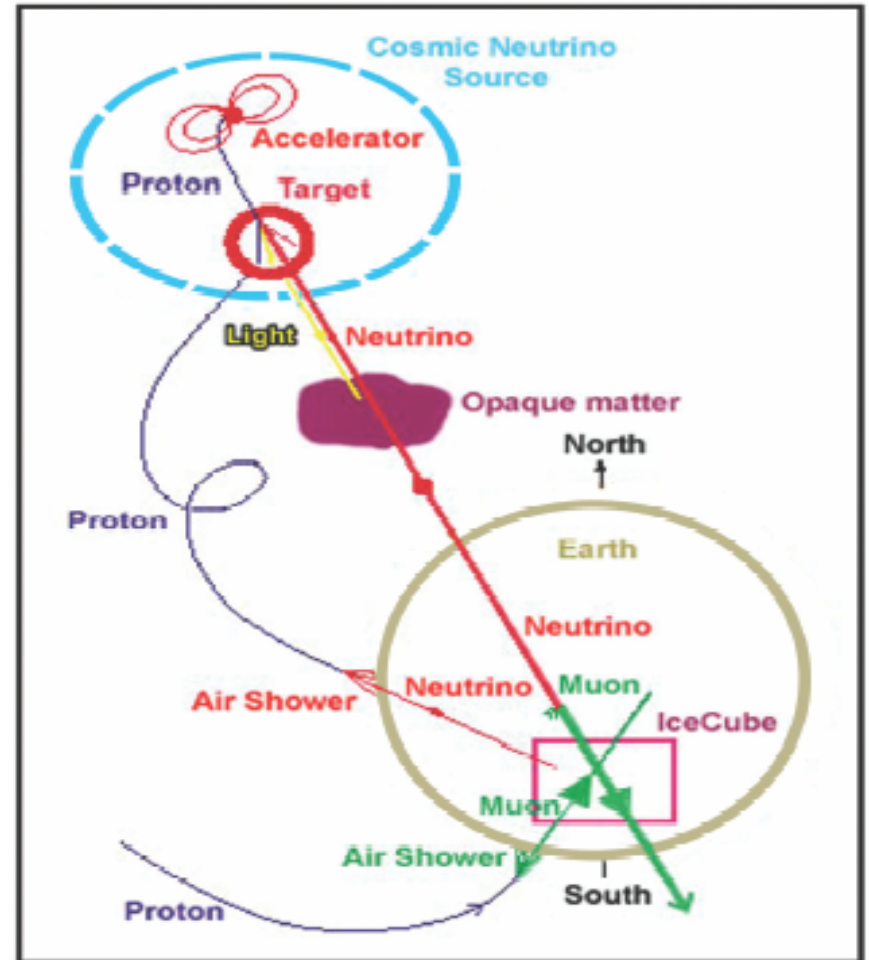 Cosmic Neutrino
Source
Accelerator
Proton
Target
Light
Neutrino
Opaque matter
North
Proton
Earth
Neutrino
Neutrino
Muon
Air Shower
IceCube
Muon
Air Shower
South
Proton